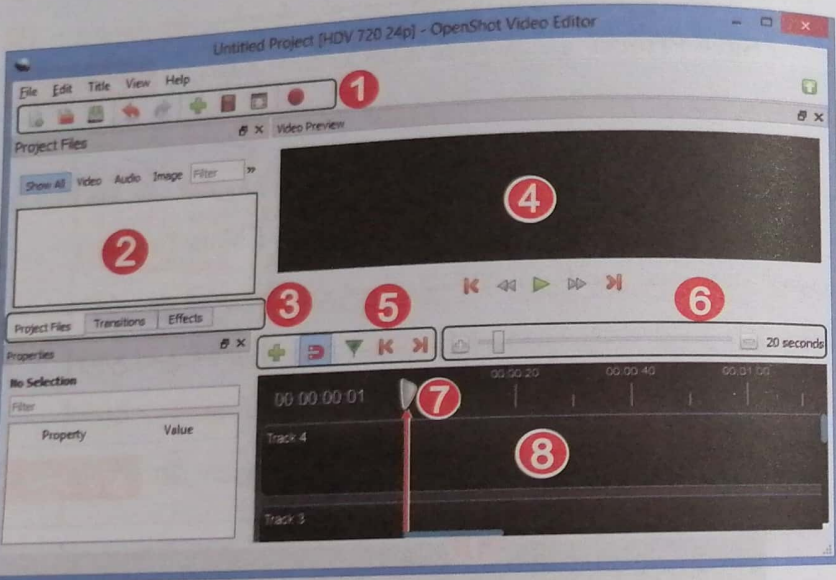 Untitled Project [HDV 720 24p] - OpenShot Video Editor
File Edit Title View Help
1
Project Files
Video Preview
Show All Video Audio Image Filter »
2
4
3
5
6
Project Files Transitions Effects
Properties
20 seconds
No Selection
Filter
Property Value
00:00:00:01
7
00:00:20
00:00:40
00:01:00
Track 4
8
Track 3